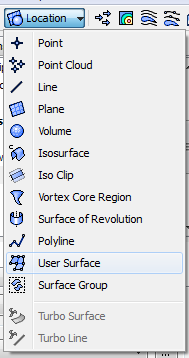 Location
Point
Point Cloud
Line
Plane
Volume
Isosurface
Iso Clip
Vortex Core Region
Surface of Revolution
Polyline
User Surface
Surface Group
Turbo Surface
Turbo Line
...